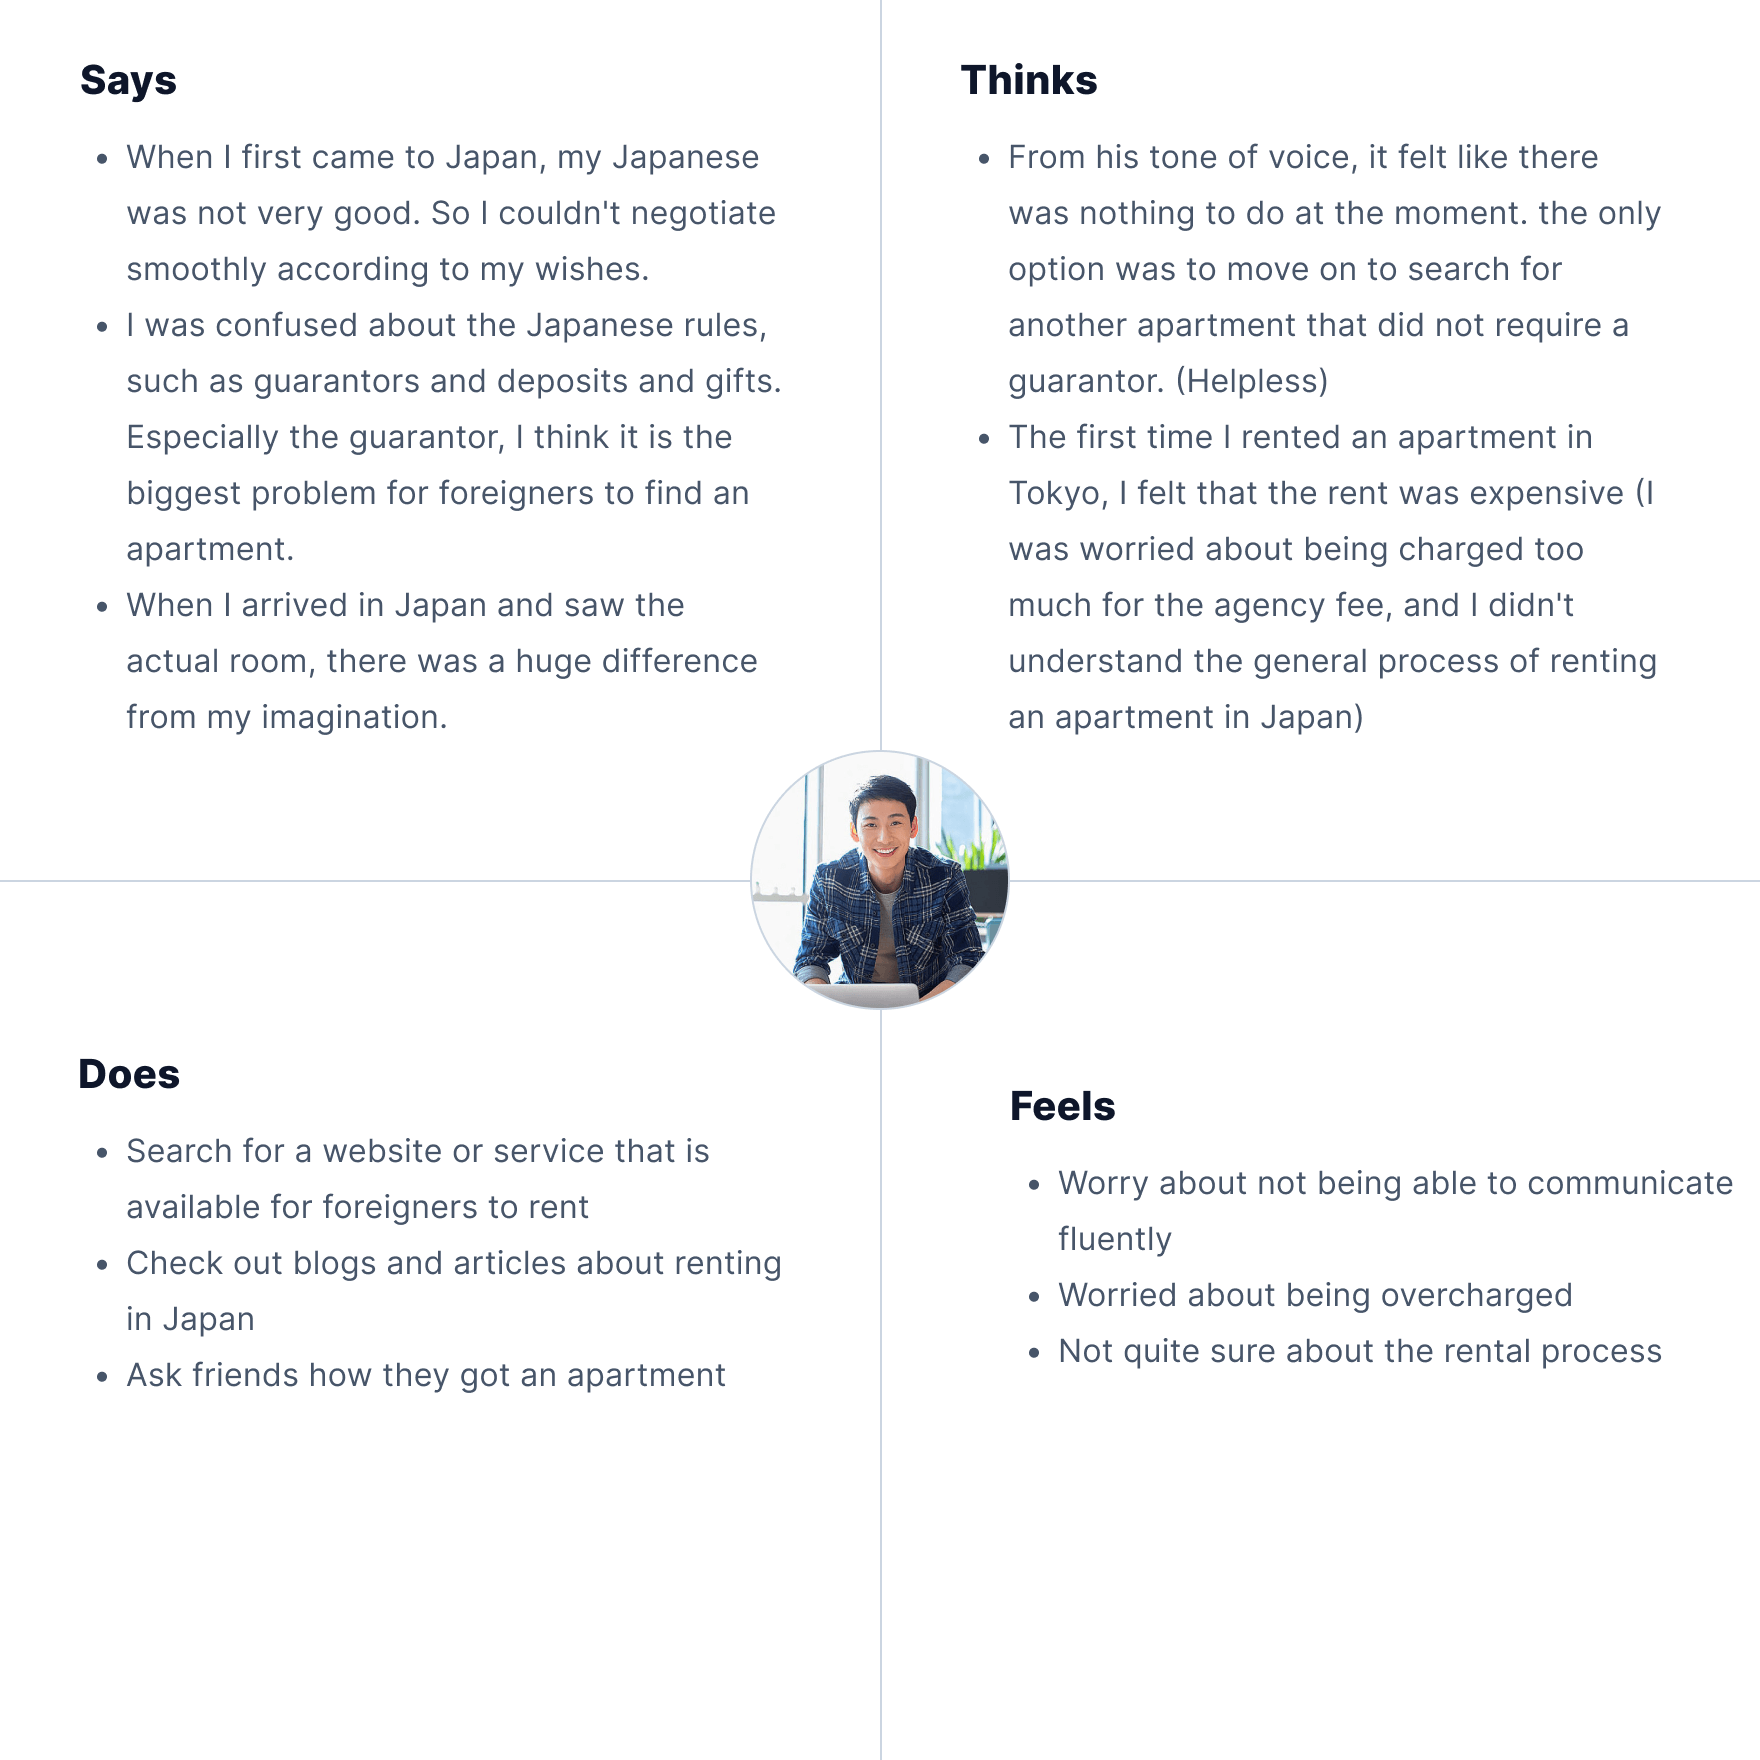 Says
• When I first came to Japan, my Japanese
was not very good. So I couldn't negotiate
smoothly according to my wishes.
• I was confused about the Japanese rules,
such as guarantors and deposits and gifts.
Especially the guarantor, I think it is the
biggest problem for foreigners to find an
apartment.
• When I arrived in Japan and saw the
actual room, there was a huge difference
from my imagination.
Thinks
• From his tone of voice, it felt like there
was nothing to do at the moment. the only
option was to move on to search for
another apartment that did not require a
guarantor. (Helpless)
• The first time I rented an apartment in
Tokyo, I felt that the rent was expensive (I
was worried about being charged too
much for the agency fee, and I didn't
understand the general process of renting
an apartment in Japan)
Does
• Search for a website or service that is
available for foreigners to rent
• Check out blogs and articles about renting
in Japan
• Ask friends how they got an apartment
Feels
• Worry about not being able to communicate
fluently
• Worried about being overcharged
• Not quite sure about the rental process